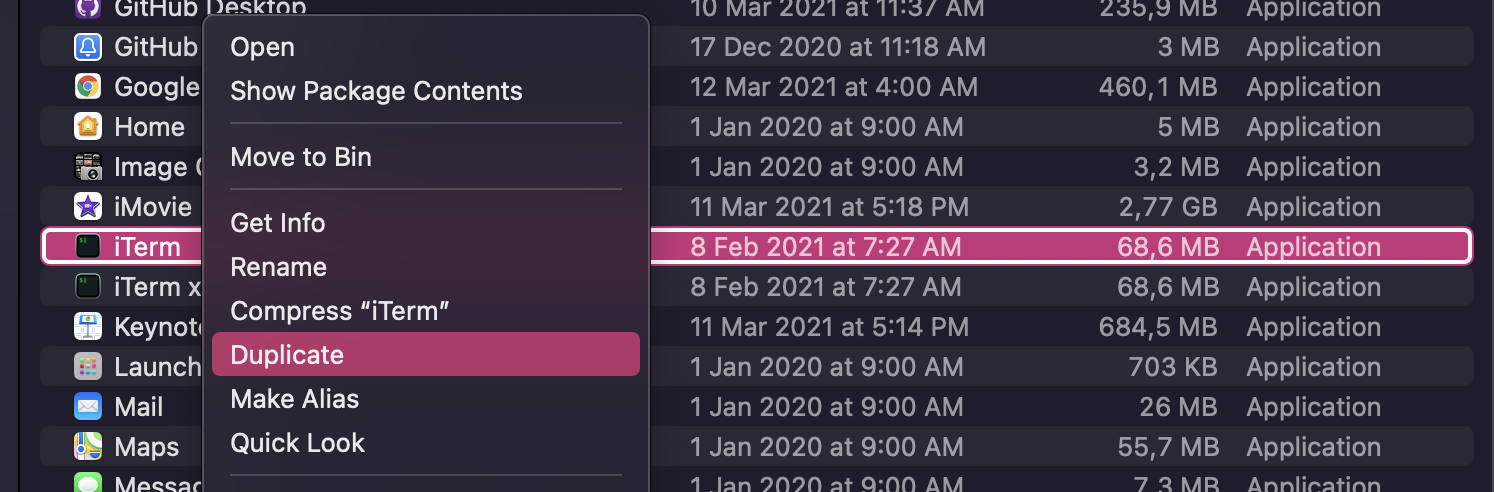 GitHub Desktop 10 Mar 2021 at 11:37 AM 235,9 MB Application
GitHub 17 Dec 2020 at 11:18 AM 3 MB Application
Google 12 Mar 2021 at 4:00 AM 460,1 MB Application
Home 1 Jan 2020 at 9:00 AM 5 MB Application
Image 1 Jan 2020 at 9:00 AM 3,2 MB Application
iMovie 11 Mar 2021 at 5:18 PM 2,77 GB Application
iTerm 8 Feb 2021 at 7:27 AM 68,6 MB Application
iTerm x 8 Feb 2021 at 7:27 AM 68,6 MB Application
Keynot 11 Mar 2021 at 5:14 PM 684,5 MB Application
Launch 1 Jan 2020 at 9:00 AM 703 KB Application
Mail 1 Jan 2020 at 9:00 AM 26 MB Application
Maps 1 Jan 2020 at 9:00 AM 55,7 MB Application
Messag 1 Jan 2020 at 9:00 AM 7,3 MB Application
Open
Show Package Contents
Move to Bin
Get Info
Rename
Compress “iTerm”
Duplicate
Make Alias
Quick Look